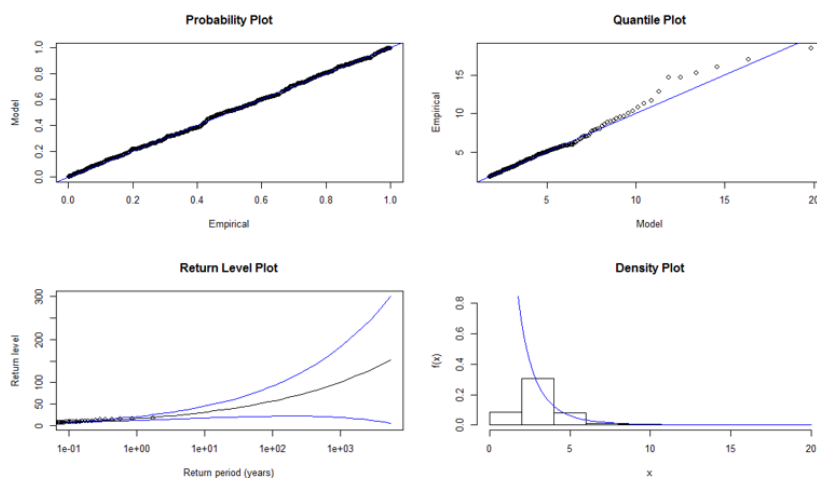 Probability Plot
Model
0.0 0.2 0.4 0.6 0.8 1.0
0.0 0.2 0.4 0.6 0.8 1.0
Empirical
Quantile Plot
Empirical
5 10 15
5 10 15 20
Model
Return Level Plot
Return level
0 50 150 300
1e-01 1e+00 1e+01 1e+02 1e+03
Return period (years)
Density Plot
f(x)
0.0 0.2 0.4 0.6 0.8
0 5 10 15 20
x